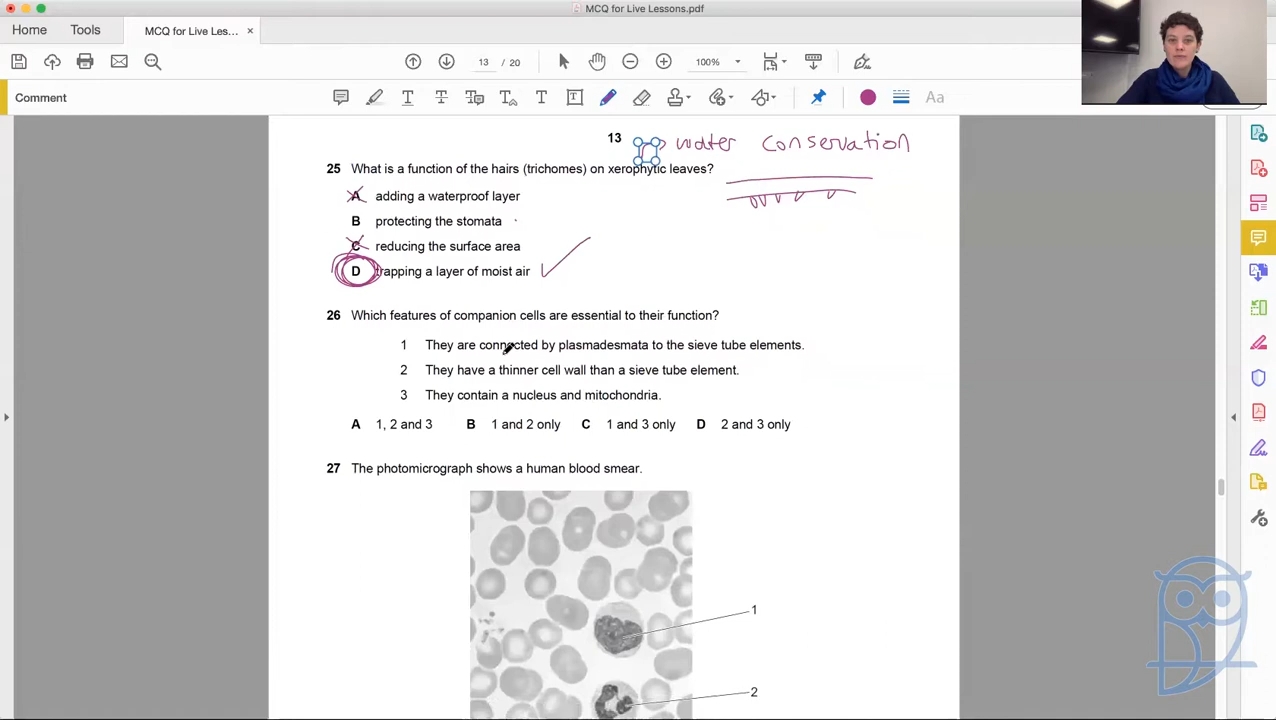 MCQ for Live Lessons.pdf
Home Tools MCQ for Live Les... ×
13 / 20 100%
Comment Aa
13 water conservation
25 What is a function of the hairs (trichomes) on xerophytic leaves?
A adding a waterproof layer
B protecting the stomata
C reducing the surface area
D trapping a layer of moist air
26 Which features of companion cells are essential to their function?
1 They are connected by plasmadesmata to the sieve tube elements.
2 They have a thinner cell wall than a sieve tube element.
3 They contain a nucleus and mitochondria.
A 1, 2 and 3 B 1 and 2 only C 1 and 3 only D 2 and 3 only
27 The photomicrograph shows a human blood smear.
1
2